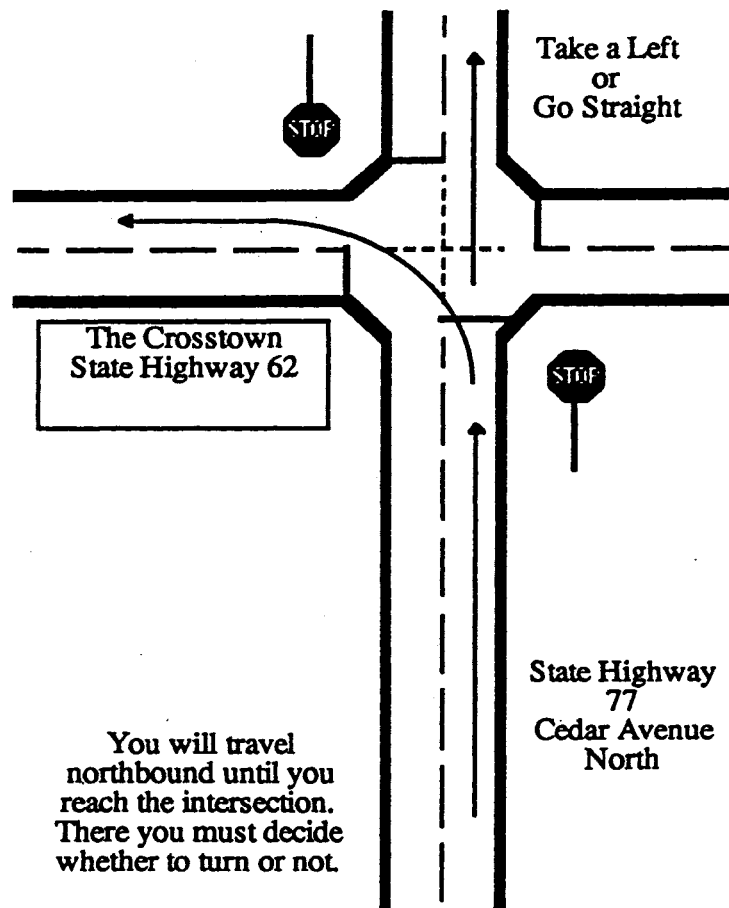 Take a Left
or
Go Straight
STOP
The Crosstown
State Highway 62
STOP
State Highway
77
Cedar Avenue
North
You will travel
northbound until you
reach the intersection.
There you must decide
whether to turn or not.